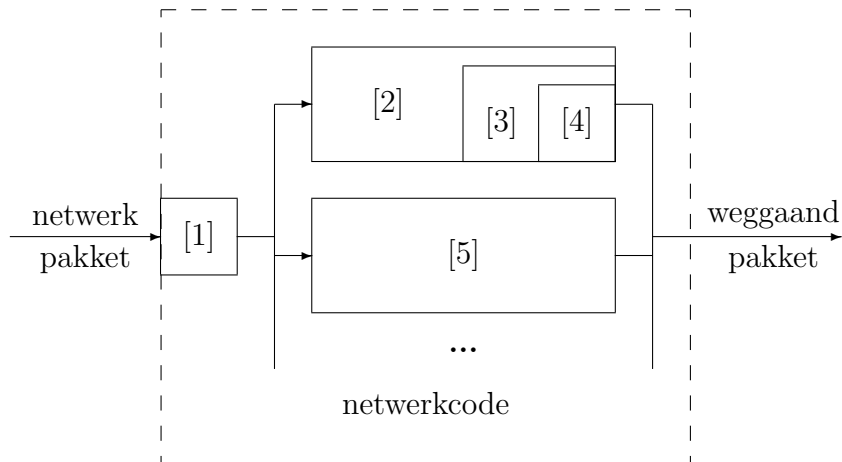 [2]
[3]
[4]
netwerk
pakket
[1]
[5]
weggaand
pakket
...
netwerkcode